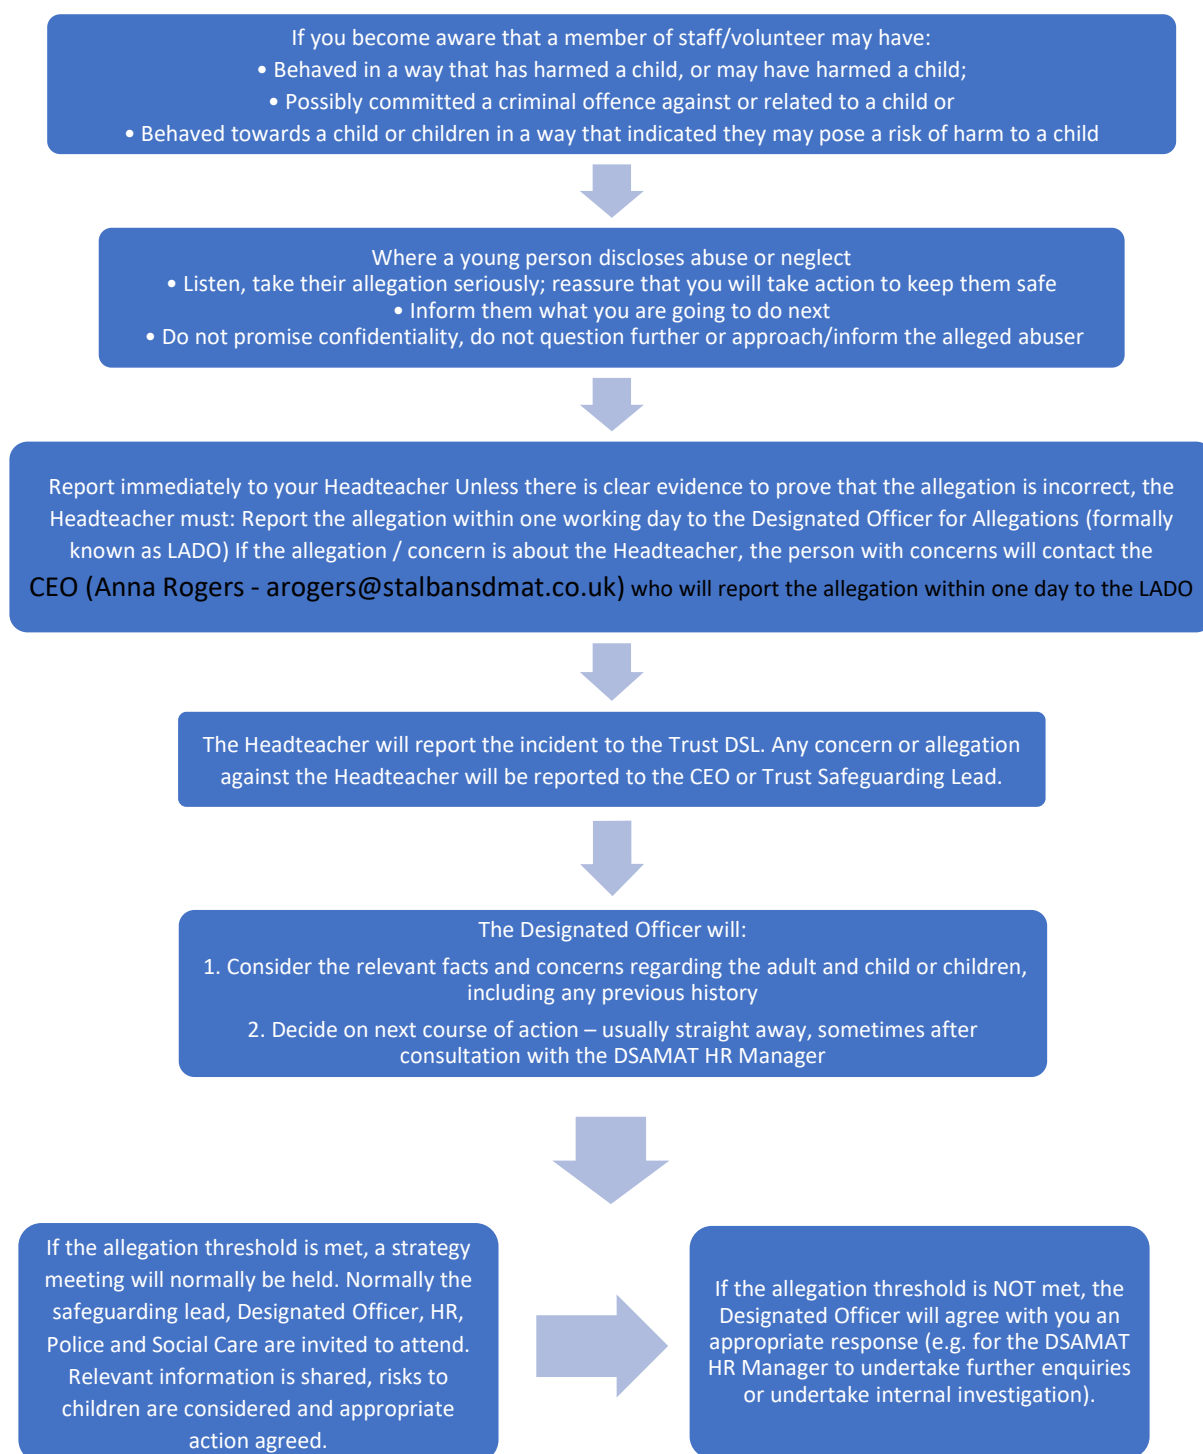 If you become aware that a member of staff/volunteer may have:
• Behaved in a way that has harmed a child, or may have harmed a child;
• Possibly committed a criminal offence against or related to a child or
• Behaved towards a child or children in a way that indicated they may pose a risk of harm to a child
Where a young person discloses abuse or neglect
• Listen, take their allegation seriously; reassure that you will take action to keep them safe
• Inform them what you are going to do next
• Do not promise confidentiality, do not question further or approach/inform the alleged abuser
Report immediately to your Headteacher Unless there is clear evidence to prove that the allegation is incorrect, the
Headteacher must: Report the allegation within one working day to the Designated Officer for Allegations (formally
known as LADO) If the allegation / concern is about the Headteacher, the person with concerns will contact the
CEO (Anna Rogers - arogers@stalbansdmat.co.uk) who will report the allegation within one day to the LADO
The Headteacher will report the incident to the Trust DSL. Any concern or allegation
against the Headteacher will be reported to the CEO or Trust Safeguarding Lead.
The Designated Officer will:
1. Consider the relevant facts and concerns regarding the adult and child or children,
including any previous history
2. Decide on next course of action – usually straight away, sometimes after
consultation with the DSAMAT HR Manager
If the allegation threshold is met, a strategy
meeting will normally be held. Normally the
safeguarding lead, Designated Officer, HR,
Police and Social Care are invited to attend.
Relevant information is shared, risks to
children are considered and appropriate
action agreed.
If the allegation threshold is NOT met, the
Designated Officer will agree with you an
appropriate response (e.g. for the DSAMAT
HR Manager to undertake further enquiries
or undertake internal investigation).